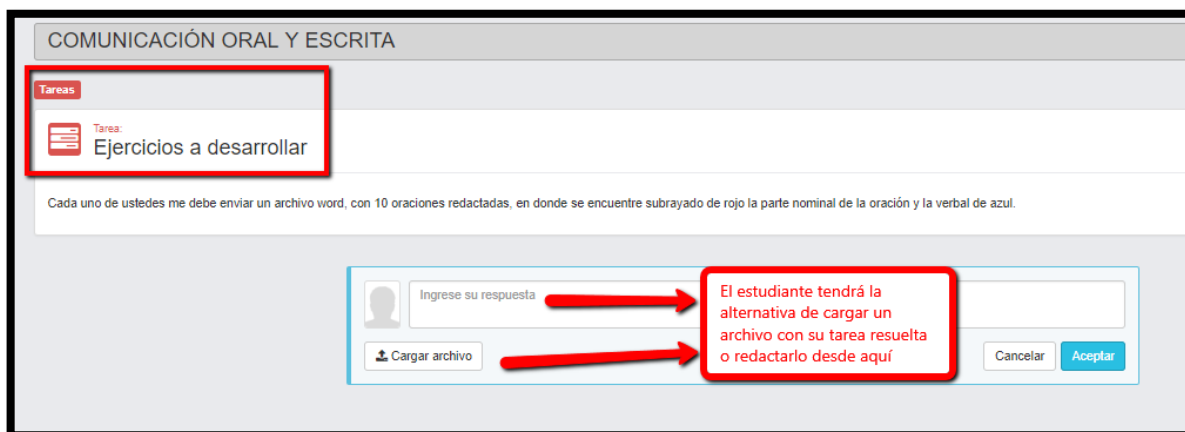 COMUNICACIÓN ORAL Y ESCRITA
Tareas
Tarea:
Ejercicios a desarrollar
Cada uno de ustedes me debe enviar un archivo word, con 10 oraciones redactadas, en donde se encuentre subrayado de rojo la parte nominal de la oración y la verbal de azul.
Ingrese su respuesta
El estudiante tendrá la
alternativa de cargar un
archivo con su tarea resuelta
o redactarlo desde aquí
Cargar archivo
Cancelar
Aceptar